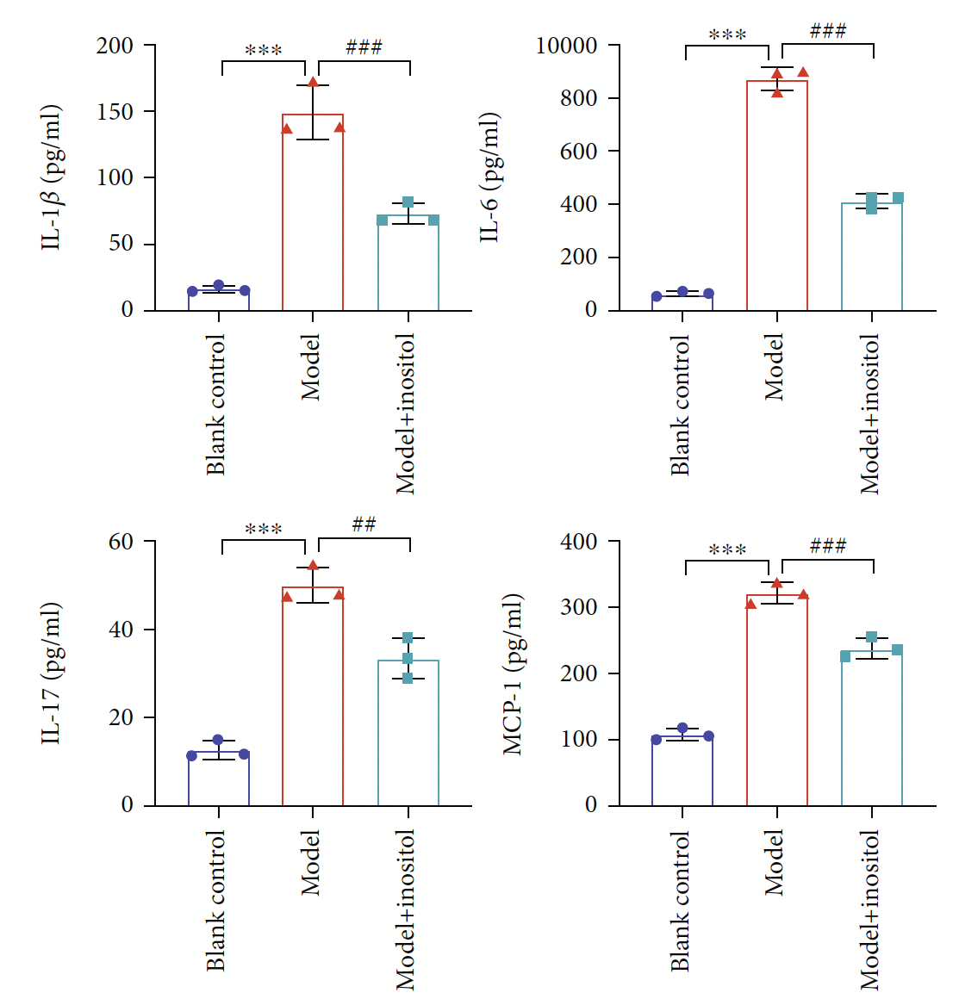 200
150
100
50
0
IL-1β (pg/ml)
***
###
Blank control
Model
Model+inositol
10000
800
600
400
200
0
IL-6 (pg/ml)
***
###
Blank control
Model
Model+inositol
60
40
20
0
IL-17 (pg/ml)
***
##
Blank control
Model
Model+inositol
400
300
200
100
0
MCP-1 (pg/ml)
***
###
Blank control
Model
Model+inositol